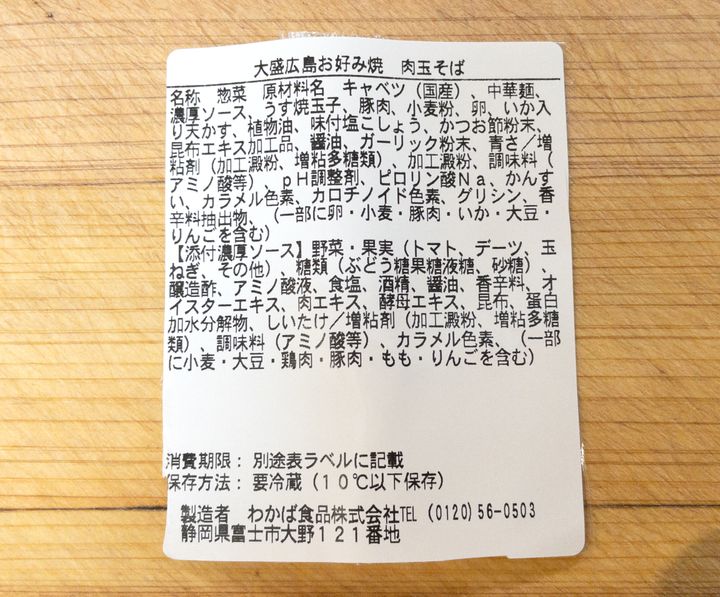 大盛広島お好み焼　肉玉そば
名称　惣菜　原材料名　キャベツ（国産）、中華麺、
濃厚ソース、うす焼玉子、豚肉、小麦粉、卵、いか入
り天かす、植物油、味付塩こしょう、かつお節粉末、
昆布エキス加工品、醤油、ガーリック粉末、青さ／増
粘剤（加工澱粉、増粘多糖類）、加工澱粉、調味料（
アミノ酸等）　ｐＨ調整剤、ピロリン酸Ｎａ、かんす
い、カラメル色素、カロチノイド色素、グリシン、香
辛料抽出物、（一部に卵・小麦・豚肉・いか・大豆・
りんごを含む）
【添付濃厚ソース】野菜・果実（トマト、デーツ、玉
ねぎ、その他）、糖類（ぶどう糖果糖液糖、砂糖）、
醸造酢、アミノ酸液、食塩、酒精、醤油、香辛料、オ
イスターエキス、肉エキス、酵母エキス、昆布、蛋白
加水分解物、しいたけ／増粘剤（加工澱粉、増粘多糖
類）、調味料（アミノ酸等）、カラメル色素、（一部
に小麦・大豆・鶏肉・豚肉・もも・りんごを含む）
消費期限：別途表ラベルに記載
保存方法：要冷蔵（１０℃以下保存）
製造者　わかば食品株式会社TEL (0120)56-0503
静岡県富士市大野１２１番地